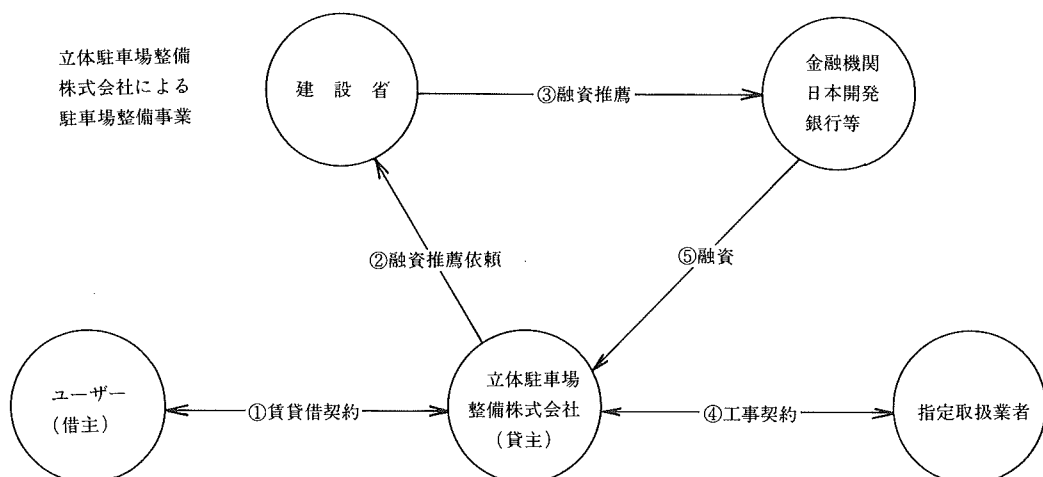 立体駐車場整備
株式会社による
駐車場整備事業
建設省
③融資推薦
金融機関
日本開発
銀行等
②融資推薦依頼
⑤融資
ユーザー
(借主)
①賃貸借契約
立体駐車場
整備株式会社
(貸主)
④工事契約
指定取扱業者